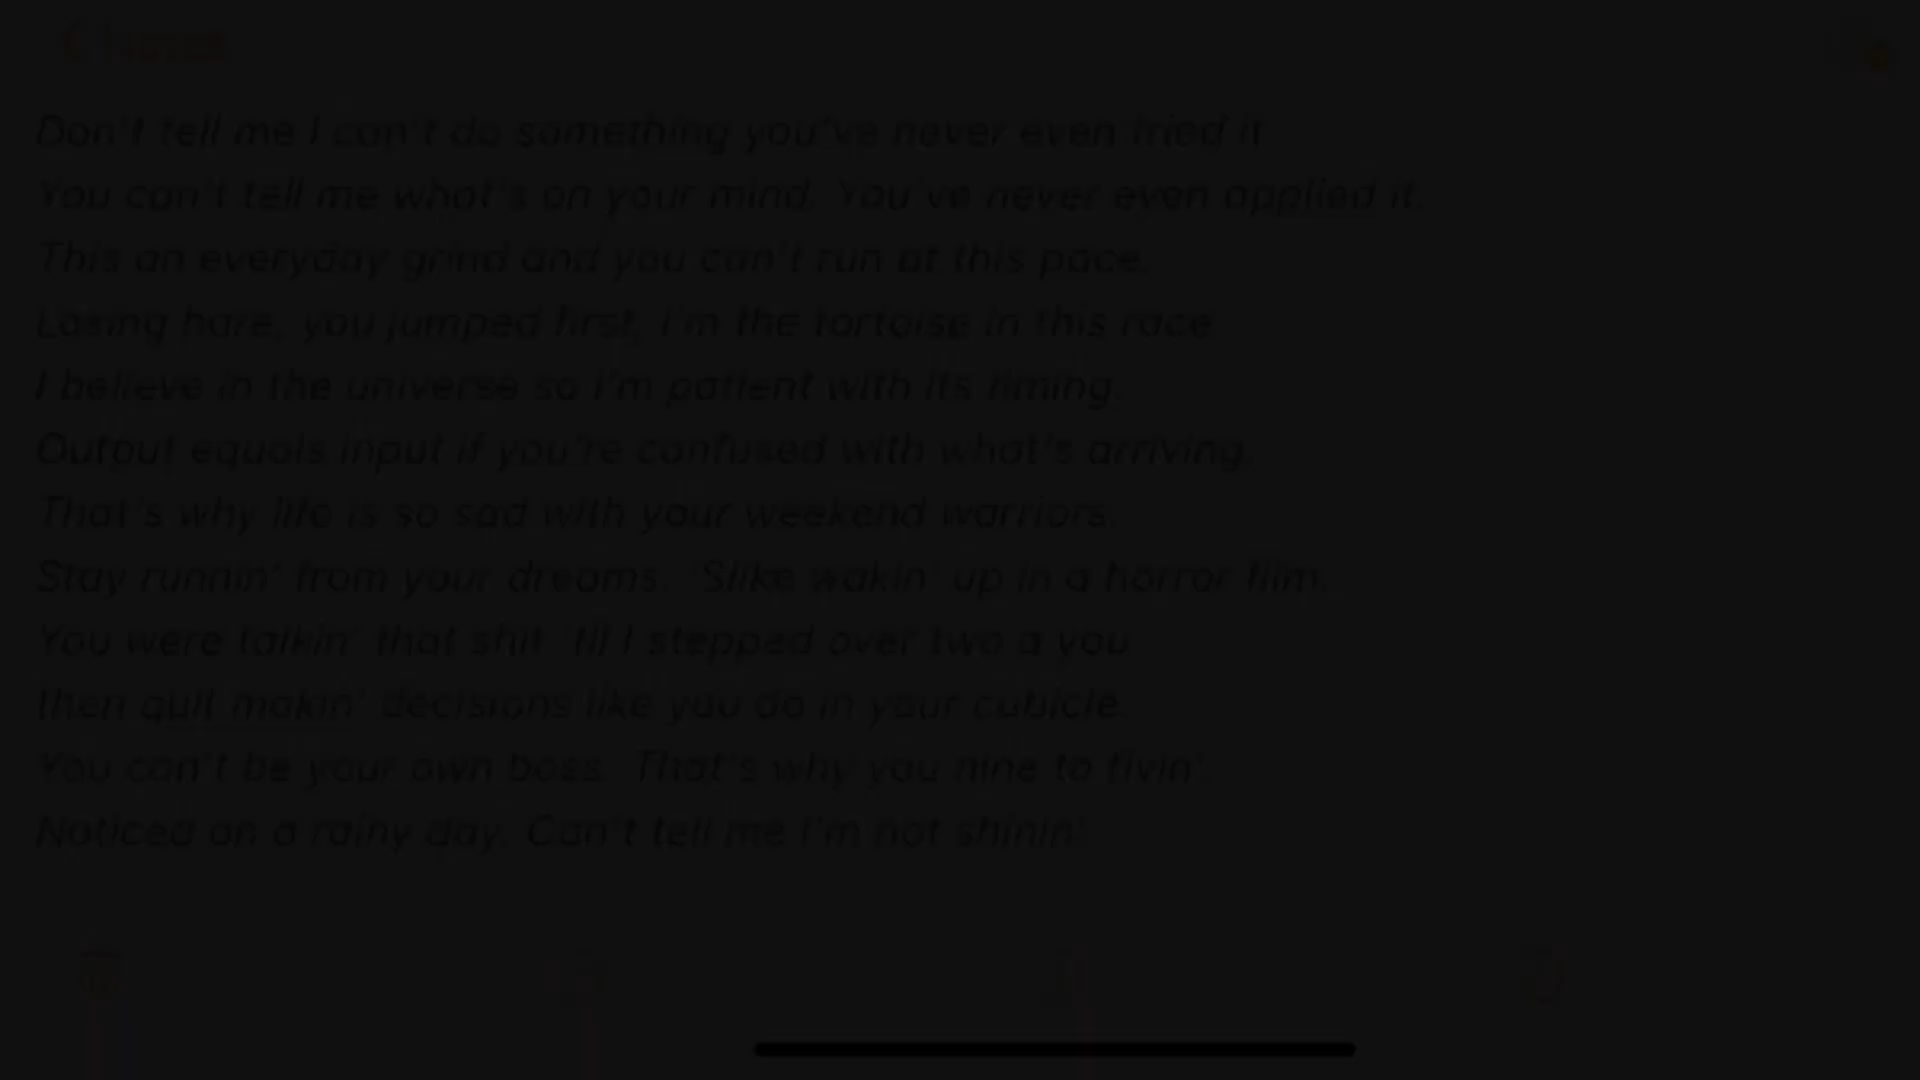 Notes
Don't tell me I can't do something you've never even tried it
You can't tell me what's on your mind. You've never even applied it.
This an everyday grind and you can't run at this pace.
Losing hare, you jumped first, I'm the tortoise in this race
I believe in the universe so I'm patient with its timing.
Output equals input if you're confused with what's arriving.
That's why life is so sad with your weekend warriors.
Stay runnin' from your dreams. 'Slike wakin' up in a horror film.
You were talkin' that shit 'til I stepped over two a you
then quit makin' decisions like you do in your cubicle.
You can't be your own boss. That's why you nine to fivin'.
Noticed on a rainy day. Can't tell me I'm not shinin'.